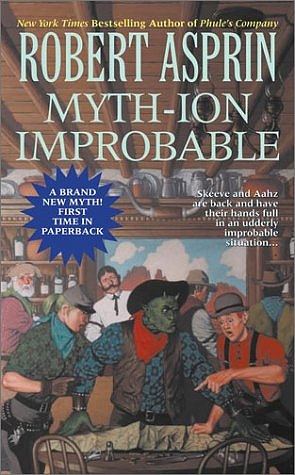 New York Times Bestselling Author of Phule's Company
ROBERT ASPRIN
MYTH-ION
IMPROBABLE
A BRAND
NEW MYTH!
FIRST
TIME IN
PAPERBACK
Skeeve and Aahz
are back and have
their hands full
in an udderly
improbable
situation...